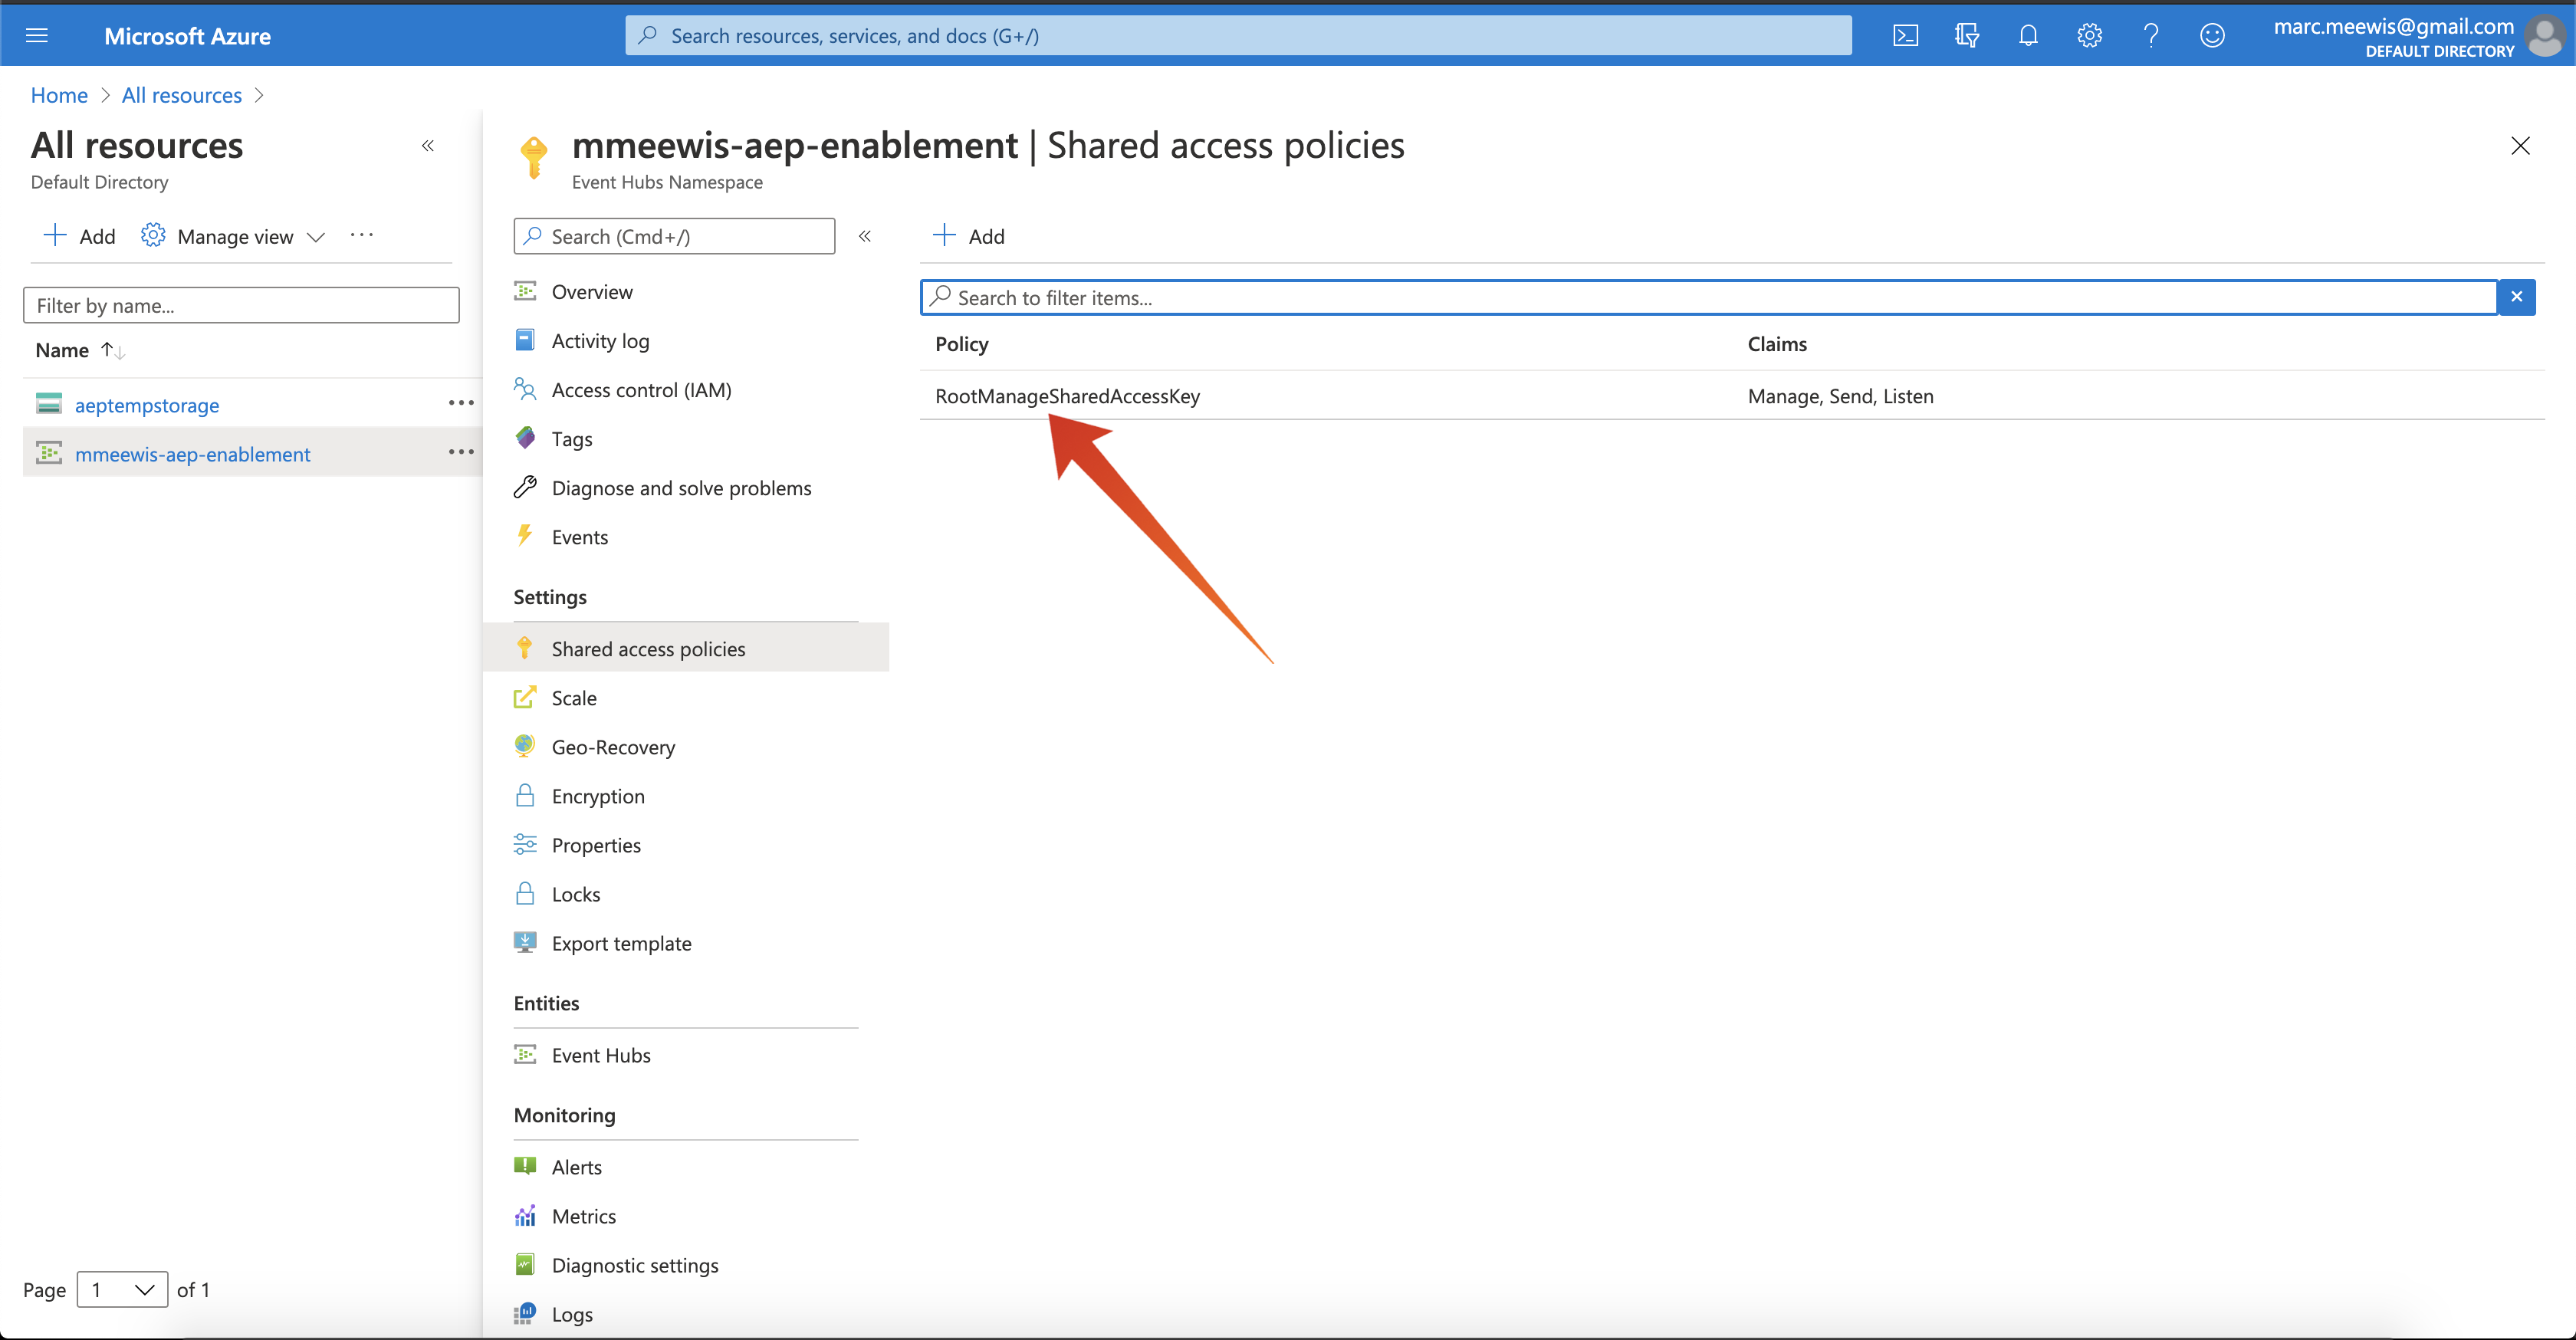 Microsoft Azure
Search resources, services, and docs (G+/)
marc.meewis@gmail.com
DEFAULT DIRECTORY
Home > All resources >
All resources
Default Directory
Add Manage view ...
Filter by name...
Name
aeptempstorage
mmeewis-aep-enablement
Page 1 of 1
mmeewis-aep-enablement | Shared access policies
Event Hubs Namespace
Search (Cmd+/)
Overview
Activity log
Access control (IAM)
Tags
Diagnose and solve problems
Events
Settings
Shared access policies
Scale
Geo-Recovery
Encryption
Properties
Locks
Export template
Entities
Event Hubs
Monitoring
Alerts
Metrics
Diagnostic settings
Logs
Add
Search to filter items...
Policy Claims
RootManageSharedAccessKey Manage, Send, Listen